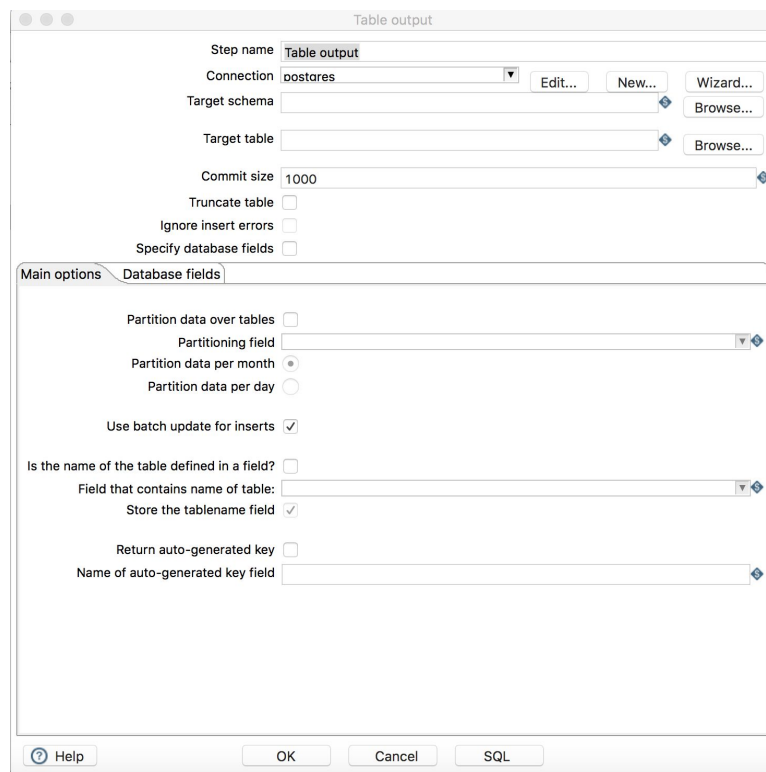 Table output
Step name Table output
Connection postgres Edit... New... Wizard...
Target schema Browse...
Target table Browse...
Commit size 1000
Truncate table
Ignore insert errors
Specify database fields
Main options Database fields
Partition data over tables
Partitioning field
Partition data per month
Partition data per day
Use batch update for inserts
Is the name of the table defined in a field?
Field that contains name of table:
Store the tablename field
Return auto-generated key
Name of auto-generated key field
? Help OK Cancel SQL